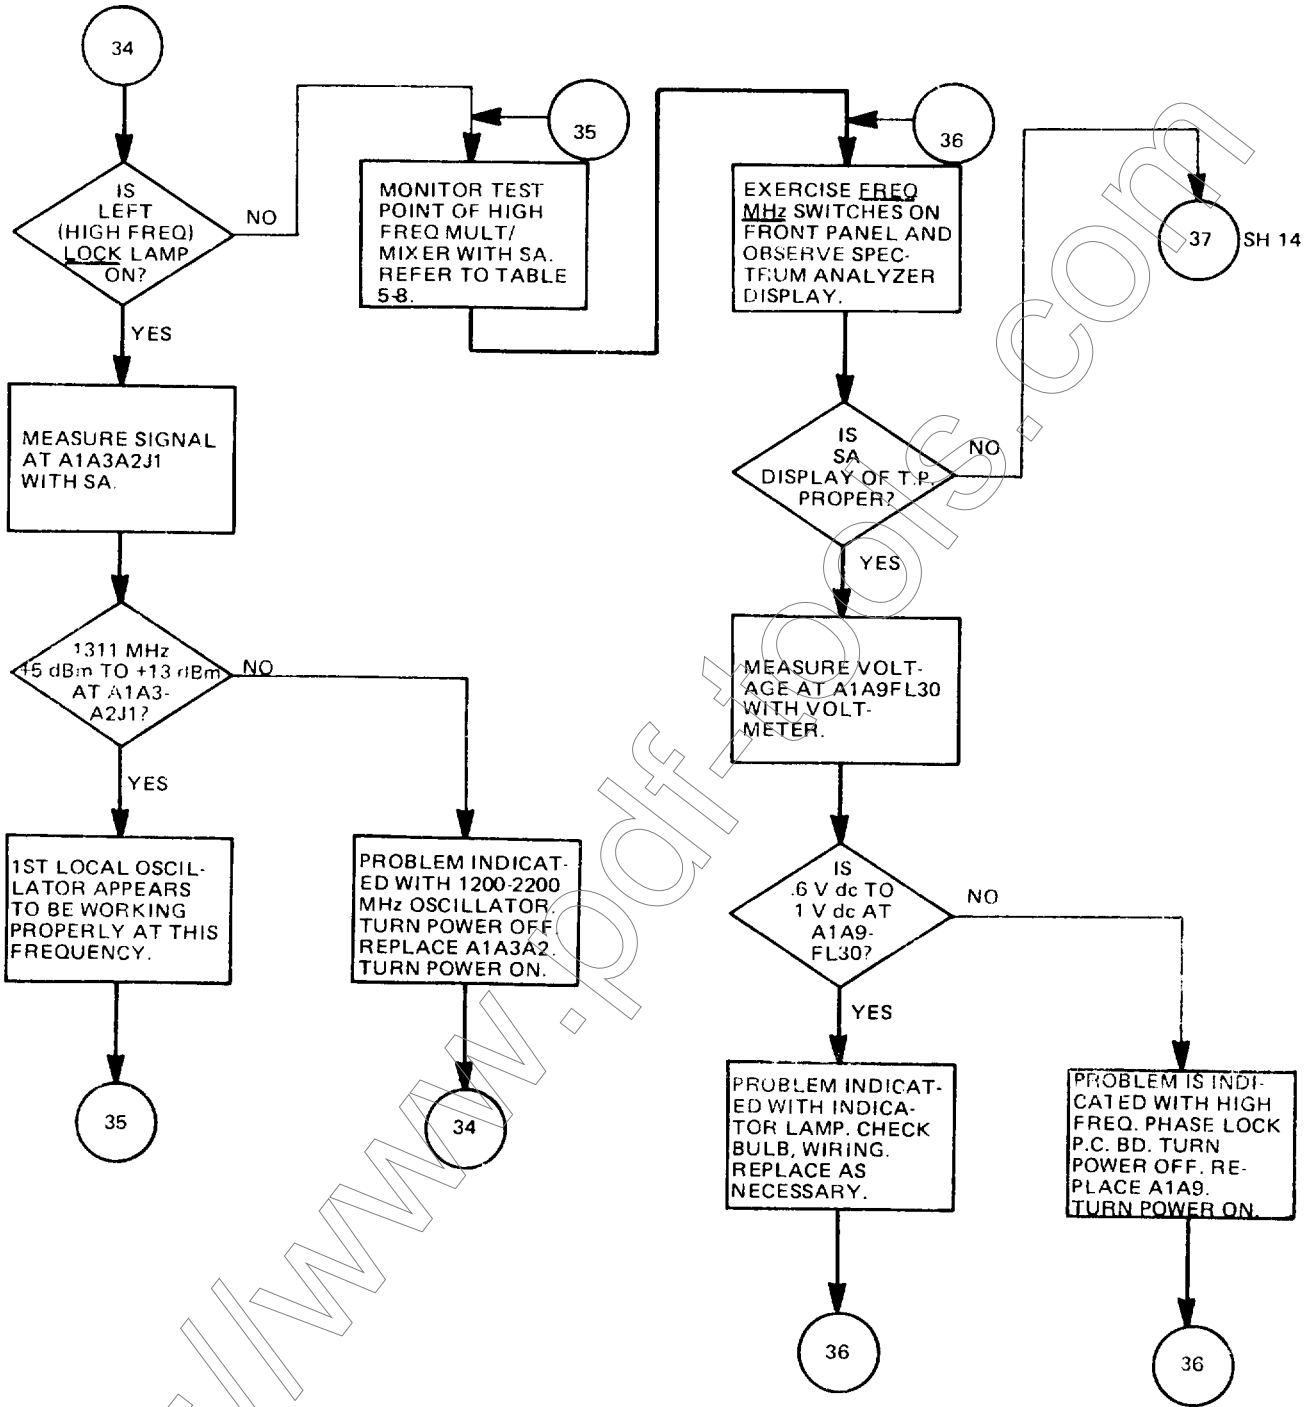 34
IS
LEFT
(HIGH FREQ)
LOCK LAMP
ON?
NO
YES
MEASURE SIGNAL
AT A1A3A2J1
WITH SA.
1311 MHz
+5 dBm TO +13 dBm
AT A1A3-
A2J1?
NO
YES
1ST LOCAL OSCIL-
LATOR APPEARS
TO BE WORKING
PROPERLY AT THIS
FREQUENCY.
35
PROBLEM INDICAT-
ED WITH 1200-2200
MHz OSCILLATOR.
TURN POWER OFF.
REPLACE A1A3A2.
TURN POWER ON.
34
35
MONITOR TEST
POINT OF HIGH
FREQ MULT/
MIXER WITH SA.
REFER TO TABLE
5-8.
36
EXERCISE FREQ
MHz SWITCHES ON
FRONT PANEL AND
OBSERVE SPEC-
TRUM ANALYZER
DISPLAY.
37
SH 14
IS
SA
DISPLAY OF T.P.
PROPER?
NO
YES
MEASURE VOLT-
AGE AT A1A9FL30
WITH VOLT-
METER.
IS
.6 V dc TO
1 V dc AT
A1A9-
FL30?
NO
YES
PROBLEM INDICAT-
ED WITH INDICA-
TOR LAMP. CHECK
BULB, WIRING.
REPLACE AS
NECESSARY.
36
PROBLEM IS INDI-
CATED WITH HIGH
FREQ. PHASE LOCK
P.C. BD. TURN
POWER OFF. RE-
PLACE A1A9.
TURN POWER ON.
36
://www.pdf-tools.com